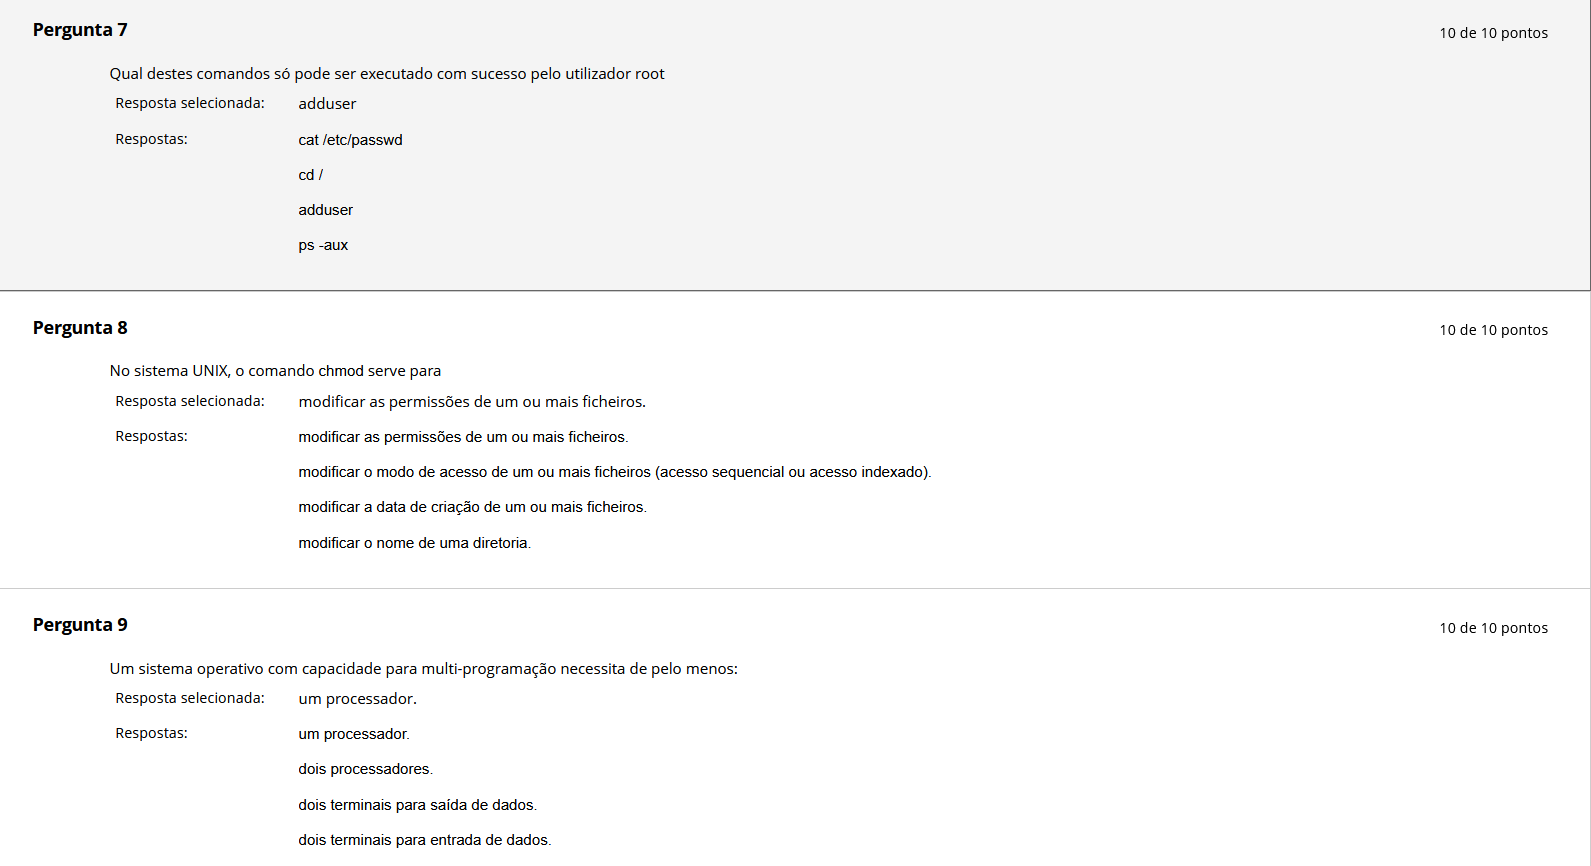 Pergunta 7
10 de 10 pontos
Qual destes comandos só pode ser executado com sucesso pelo utilizador root
Resposta selecionada: adduser
Respostas: cat /etc/passwd
cd /
adduser
ps -aux
Pergunta 8
10 de 10 pontos
No sistema UNIX, o comando chmod serve para
Resposta selecionada: modificar as permissões de um ou mais ficheiros.
Respostas: modificar as permissões de um ou mais ficheiros.
modificar o modo de acesso de um ou mais ficheiros (acesso sequencial ou acesso indexado).
modificar a data de criação de um ou mais ficheiros.
modificar o nome de uma diretoria.
Pergunta 9
10 de 10 pontos
Um sistema operativo com capacidade para multi-programação necessita de pelo menos:
Resposta selecionada: um processador.
Respostas: um processador.
dois processadores.
dois terminais para saída de dados.
dois terminais para entrada de dados.